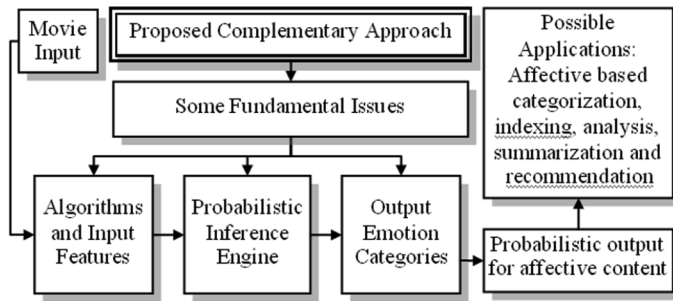 Movie
Input
Proposed Complementary Approach
Some Fundamental Issues
Algorithms
and Input
Features
Probabilistic
Inference
Engine
Output
Emotion
Categories
Probabilistic output
for affective content
Possible
Applications:
Affective based
categorization,
indexing, analysis,
summarization and
recommendation